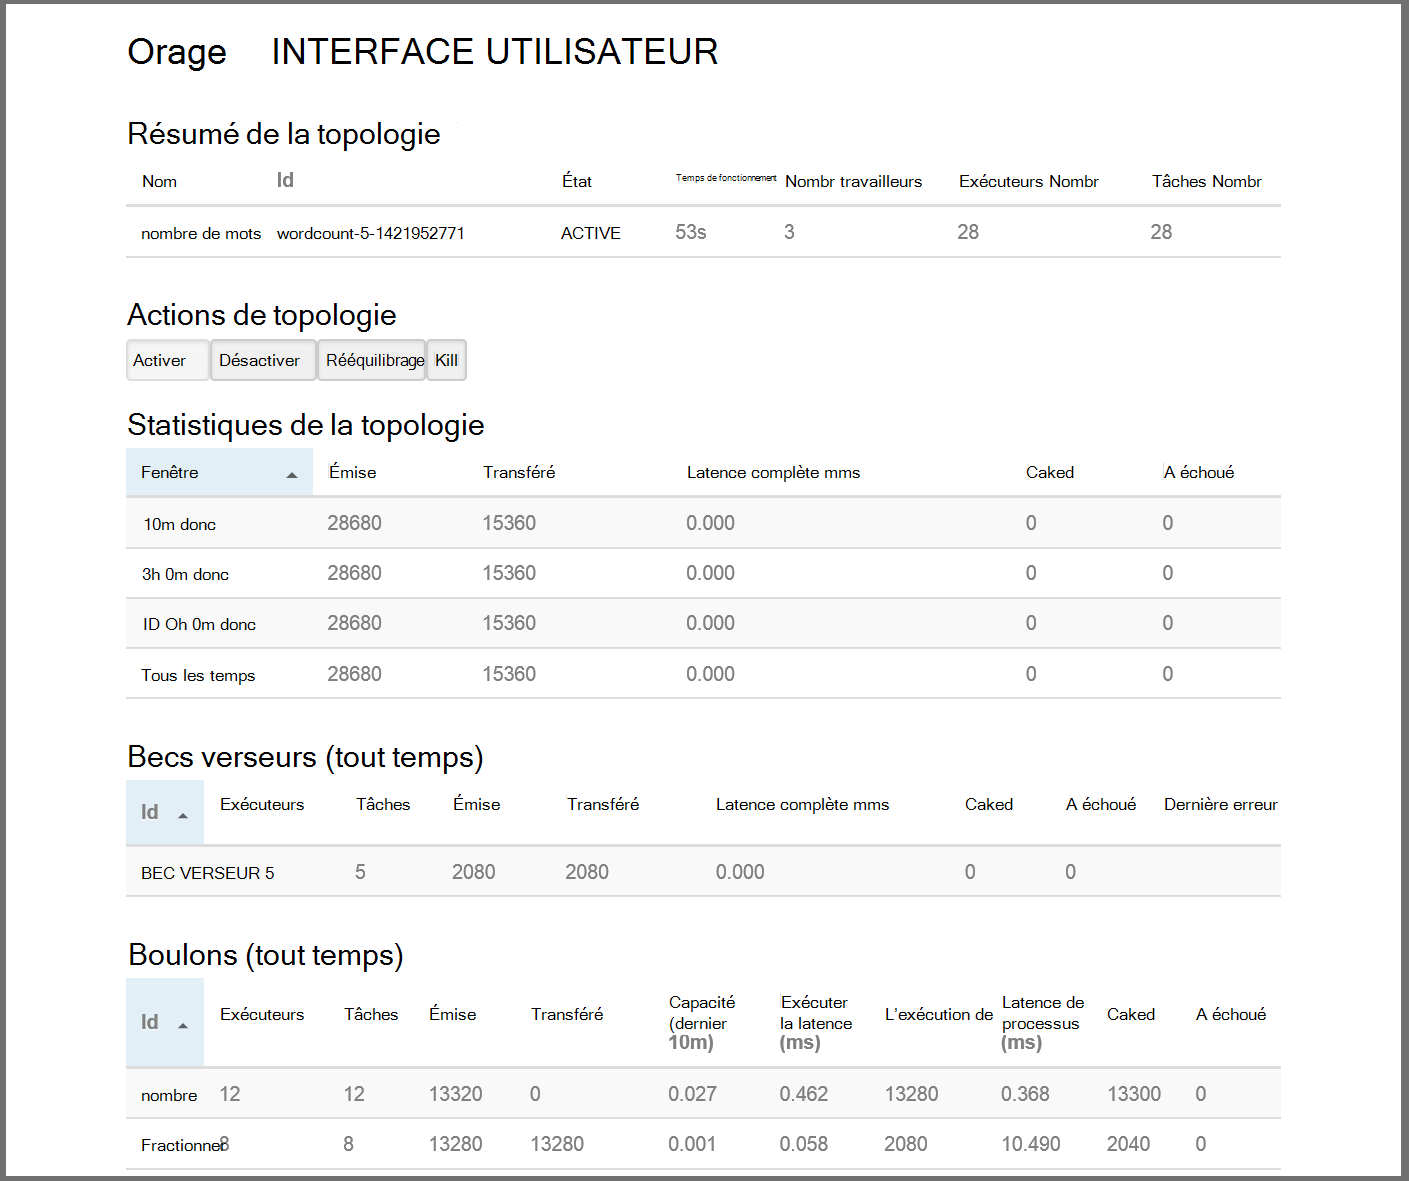 Orage INTERFACE UTILISATEUR
Résumé de la topologie
Nom Id État Temps de fonctionnement Nombr travailleurs Exécuteurs Nombr Tâches Nombr
nombre de mots wordcount-5-1421952771 ACTIVE 53s 3 28 28
Actions de topologie
Activer Désactiver Rééquilibrage Kill
Statistiques de la topologie
Fenêtre Émise Transféré Latence complète mms Caked A échoué
10m donc 28680 15360 0.000 0 0
3h 0m donc 28680 15360 0.000 0 0
ID Oh 0m donc 28680 15360 0.000 0 0
Tous les temps 28680 15360 0.000 0 0
Becs verseurs (tout temps)
Id Exécuteurs Tâches Émise Transféré Latence complète mms Caked A échoué Dernière erreur
BEC VERSEUR 5 5 2080 2080 0.000 0 0
Boulons (tout temps)
Id Exécuteurs Tâches Émise Transféré Capacité (dernier 10m) Exécuter la latence (ms) L'exécution de Latence de processus (ms) Caked A échoué
nombre 12 12 13320 0 0.027 0.462 13280 0.368 13300 0
Fractionner 8 8 13280 13280 0.001 0.058 2080 10.490 2040 0